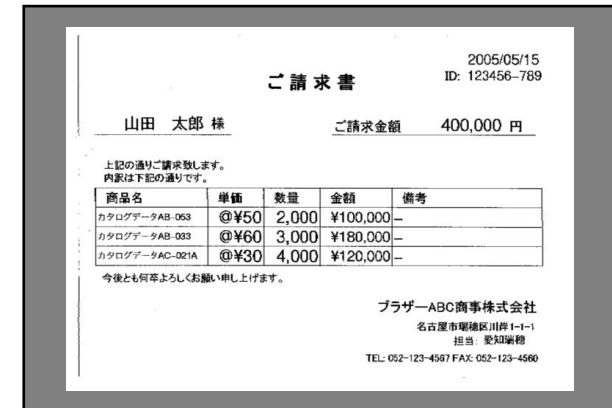 2005/05/15
ID: 123456-789
ご請求書
山田 太郎 様 ご請求金額 400,000 円
上記の通りご請求致します。
内訳は下記の通りです。
商品名 単価 数量 金額 備考
カタログデータAB-053 @¥50 2,000 ¥100,000 –
カタログデータAB-033 @¥60 3,000 ¥180,000 –
カタログデータAC-021A @¥30 4,000 ¥120,000 –
今後とも何卒よろしくお願い申し上げます。
ブラザーABC商事株式会社
名古屋市瑞穂区川岸1-1-1
担当: 愛知瑞穂
TEL: 052-123-4567 FAX: 052-123-4560